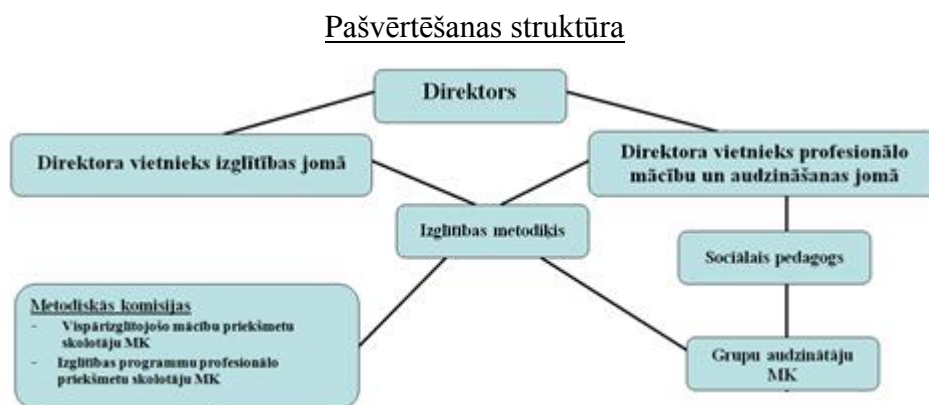 Pašvērtēšanas struktūra
Direktors
Direktora vietnieks izglītības jomā
Direktora vietnieks profesionālo
mācību un audzināšanas jomā
Izglītības metodiķis
Sociālais pedagogs
Metodiskās komisijas
- Vispārizglītojošo mācību priekšmetu
skolotāju MK
- Izglītības programmu profesionālo
priekšmetu skolotāju MK
Grupu audzinātāju
MK